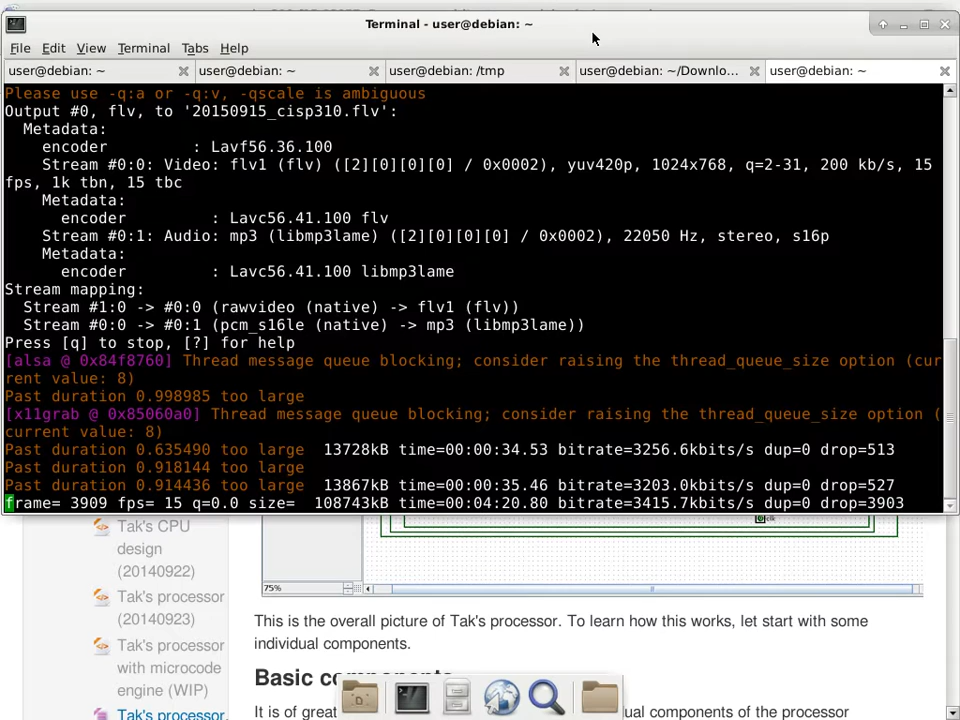 Terminal - user@debian: ~
File Edit View Terminal Tabs Help
user@debian: ~ user@debian: ~ user@debian: /tmp user@debian: ~/Downlo... user@debian: ~
Please use -q:a or -q:v, -qscale is ambiguous
Output #0, flv, to '20150915_cisp310.flv':
Metadata:
encoder : Lavf56.36.100
Stream #0:0: Video: flv1 (flv) ([2][0][0][0] / 0x0002), yuv420p, 1024x768, q=2-31, 200 kb/s, 15
fps, 1k tbn, 15 tbc
Metadata:
encoder : Lavc56.41.100 flv
Stream #0:1: Audio: mp3 (libmp3lame) ([2][0][0][0] / 0x0002), 22050 Hz, stereo, s16p
Metadata:
encoder : Lavc56.41.100 libmp3lame
Stream mapping:
Stream #1:0 -> #0:0 (rawvideo (native) -> flv1 (flv))
Stream #0:0 -> #0:1 (pcm_s16le (native) -> mp3 (libmp3lame))
Press [q] to stop, [?] for help
[alsa @ 0x84f8760] Thread message queue blocking; consider raising the thread_queue_size option (cur
rent value: 8)
Past duration 0.998985 too large
[x11grab @ 0x85060a0] Thread message queue blocking; consider raising the thread_queue_size option (
current value: 8)
Past duration 0.635490 too large 13728kB time=00:00:34.53 bitrate=3256.6kbits/s dup=0 drop=513
Past duration 0.918144 too large
Past duration 0.914436 too large 13867kB time=00:00:35.46 bitrate=3203.0kbits/s dup=0 drop=527
frame= 3909 fps= 15 q=0.0 size= 108743kB time=00:04:20.80 bitrate=3415.7kbits/s dup=0 drop=3903
clk
75%
Tak's CPU
design
(20140922)
Tak's processor
(20140923)
Tak's processor
with microcode
engine (WIP)
Tak's processor
This is the overall picture of Tak's processor. To learn how this works, let start with some
individual components.
Basic
It is of great
ual components of the processor